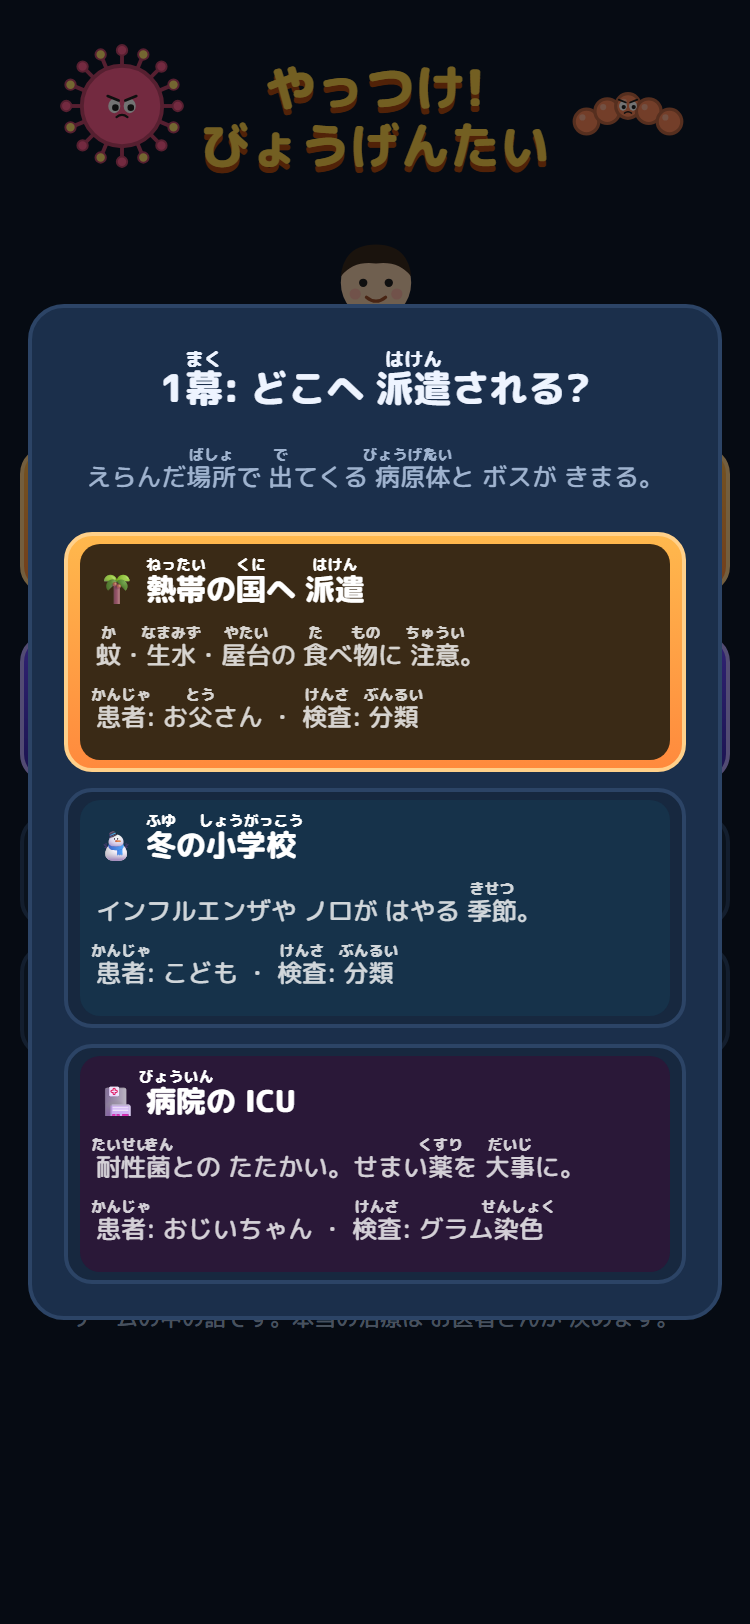 やっつけ!
びょうげんたい
まく はけん
1幕: どこへ 派遣される?
ばしょ で びょうげんたい
えらんだ場所で 出てくる 病原体と ボスが きまる。
ねったい くに はけん
熱帯の国へ 派遣
か なまみず やたい た もの ちゅうい
蚊・生水・屋台の 食べ物に 注意。
かんじゃ とう けんさ ぶんるい
患者: お父さん ・ 検査: 分類
ふゆ しょうがっこう
冬の小学校
きせつ
インフルエンザや ノロが はやる 季節。
かんじゃ けんさ ぶんるい
患者: こども ・ 検査: 分類
びょういん
病院の ICU
たいせいきん くすり だいじ
耐性菌との たたかい。せまい薬を 大事に。
かんじゃ けんさ せんしょく
患者: おじいちゃん ・ 検査: グラム染色